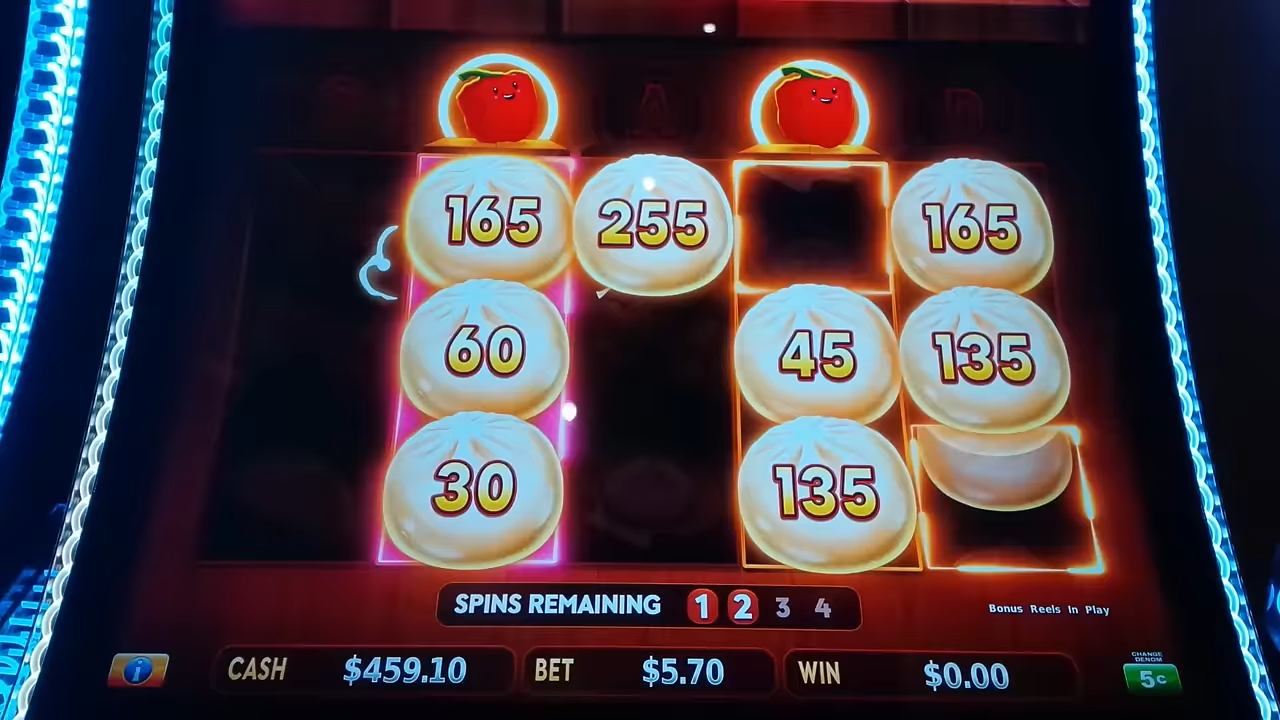 165 255 165
60 45 135
30 135
SPINS REMAINING 1 2 3 4
Bonus Reels In Play
CASH $459.10 BET $5.70 WIN $0.00
CHANGE
DENOM
5¢